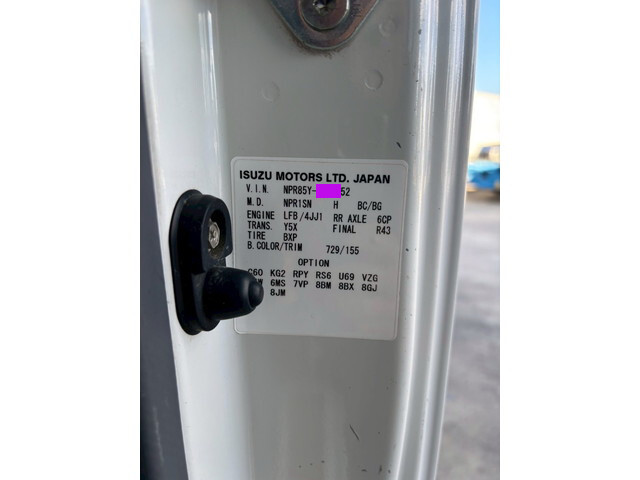 ISUZU MOTORS LTD. JAPAN
V.I.N. NPR85Y- 52
M.D. NPR1SN H BC/BG
ENGINE LFB /4JJ1 RR AXLE 6CP
TRANS. Y5X FINAL R43
TIRE BXP
B.COLOR/TRIM 729/155
OPTION
C60 KG2 RPY RS6 U69 VZG
6MS 7VP 8BM 8BX 8GJ
8JM